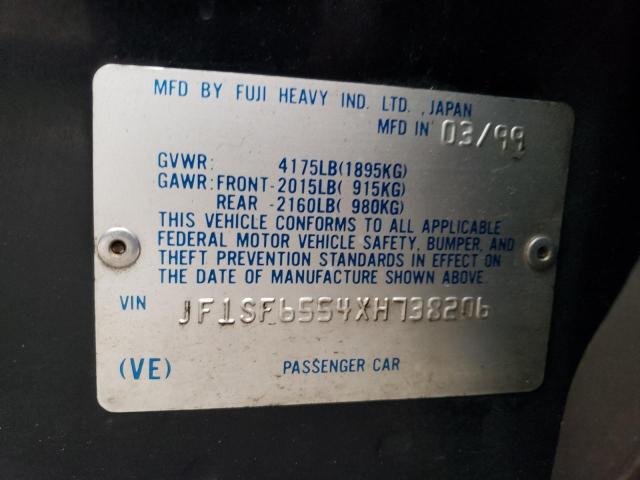 MFD BY FUJI HEAVY IND. LTD. ,JAPAN
MFD IN 03/99
GVWR: 4175LB(1895KG)
GAWR:FRONT-2015LB( 915KG)
REAR -2160LB( 980KG)
THIS VEHICLE CONFORMS TO ALL APPLICABLE
FEDERAL MOTOR VEHICLE SAFETY, BUMPER, AND
THEFT PREVENTION STANDARDS IN EFFECT ON
THE DATE OF MANUFACTURE SHOWN ABOVE.
VIN JF1SF6554XH738206
(VE) PASSENGER CAR